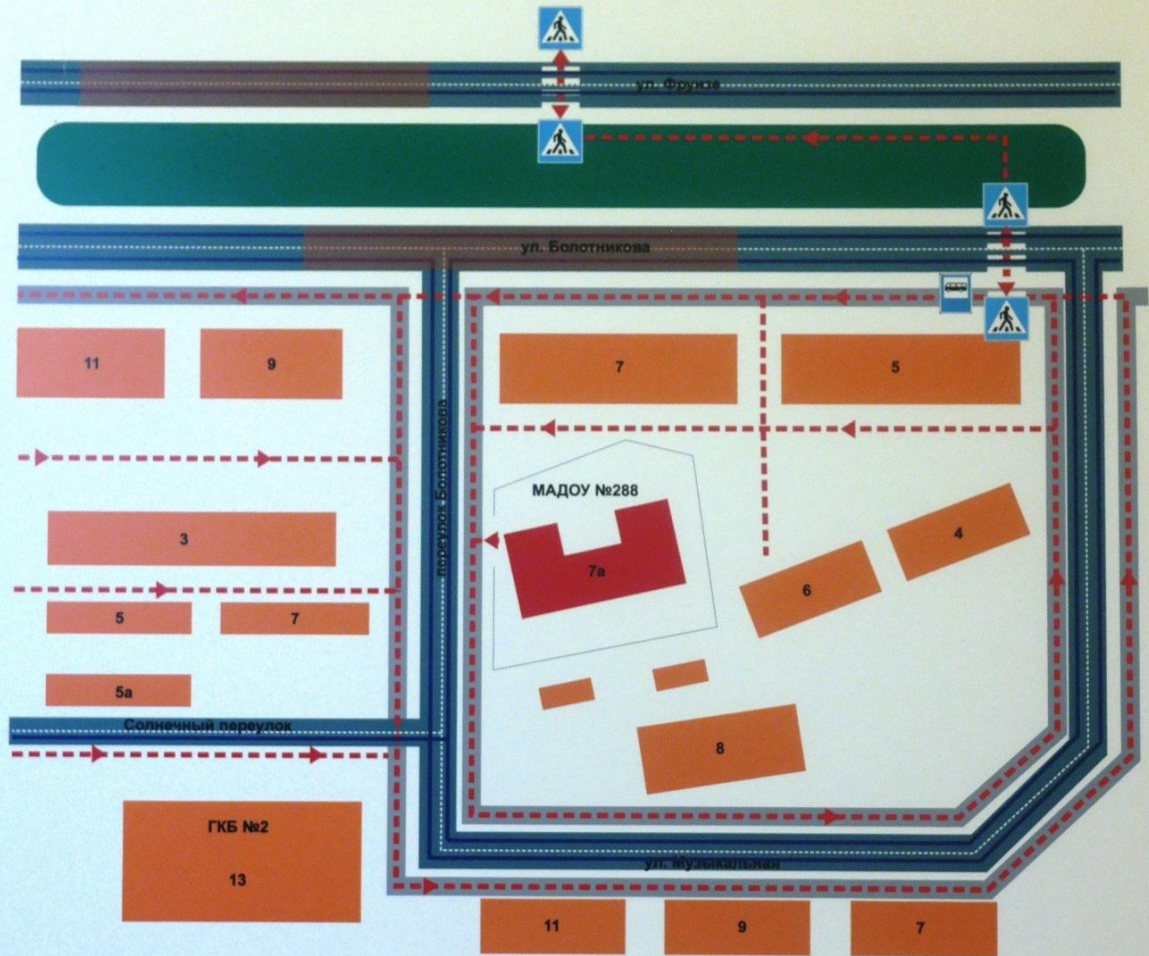 ул. Фрунзе
ул. Болотникова
11
9
7
5
переулок Болотникова
МАДОУ №288
7а
3
4
6
5
7
5а
Солнечный переулок
8
ГКБ №2
13
ул. Музыкальная
11
9
7